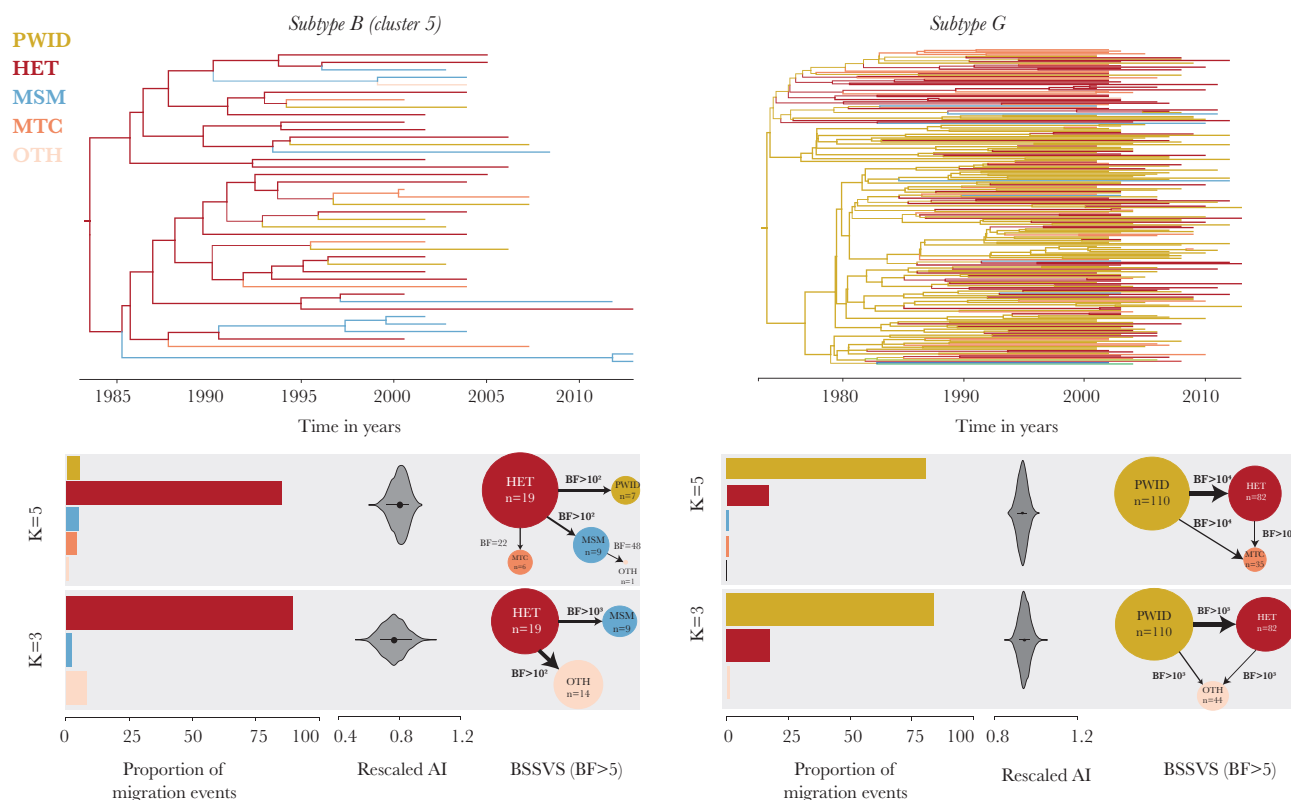 Subtype B (cluster 5)
Subtype G
PWID
HET
MSM
MTC
OTH
1985 1990 1995 2000 2005 2010
Time in years
1980 1990 2000 2010
Time in years
K=5
HET
n=19
BF>10²
PWID
n=7
BF>10²
BF=22
MTC
n=6
MSM
n=9
BF=48
OTH
n=1
K=3
HET
n=19
BF>10³
MSM
n=9
BF>10²
OTH
n=14
0 25 50 75 100
0.4 0.8 1.2
Proportion of
migration events
Rescaled AI
BSSVS (BF>5)
K=5
PWID
n=110
BF>10⁴
HET
n=82
BF>10⁴
BF>10
MTC
n=35
K=3
PWID
n=110
BF>10³
HET
n=82
BF>10³
BF>10³
OTH
n=44
0 25 50 75 100
0.8 1 1.2
Proportion of
migration events
Rescaled AI
BSSVS (BF>5)